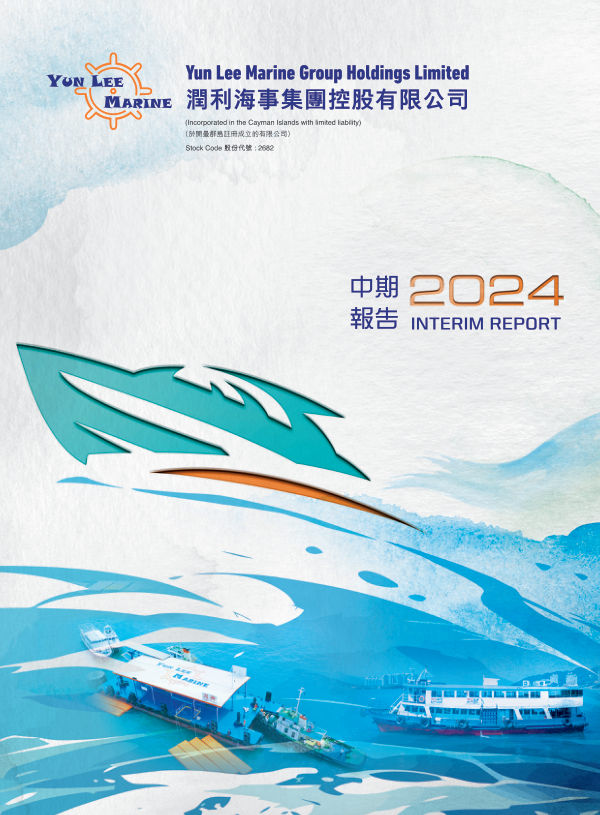 YUN LEE
MARINE
Yun Lee Marine Group Holdings Limited
潤利海事集團控股有限公司
(Incorporated in the Cayman Islands with limited liability)
(於開曼群島註冊成立的有限公司)
Stock Code 股份代號 : 2682
中期
報告
2024
INTERIM REPORT
YUN LEE
MARINE